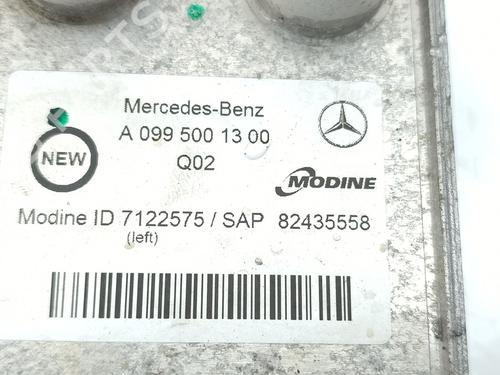 Mercedes-Benz
A 099 500 13 00
Q02
NEW
MODINE
Modine ID 7122575 / SAP 82435558
(left)